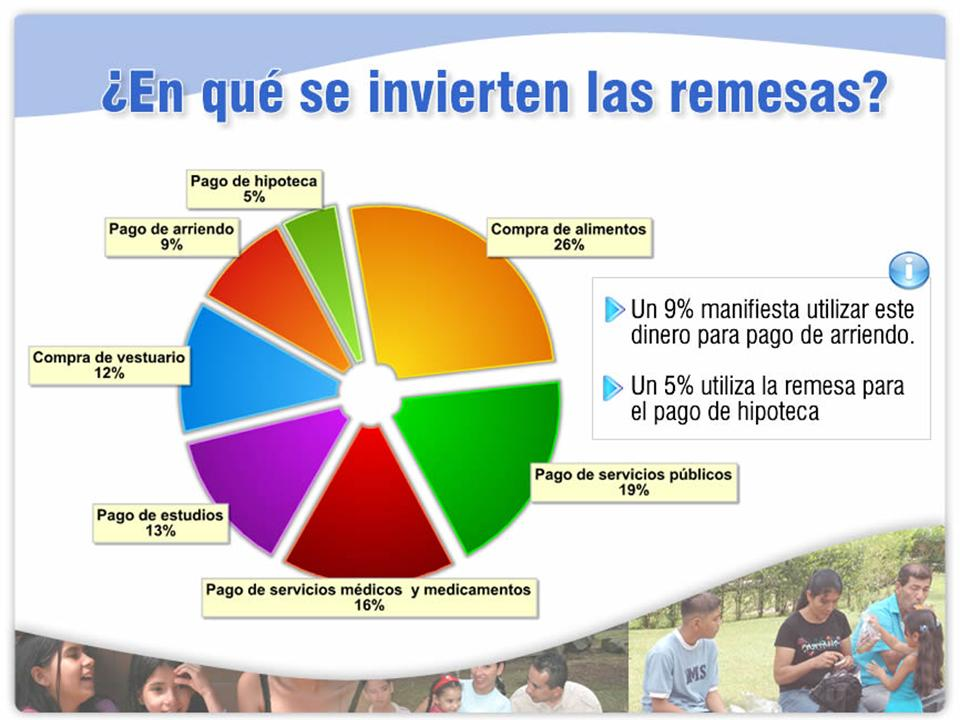 ¿En qué se invierten las remesas?
Pago de hipoteca
5%
Pago de arriendo
9%
Compra de alimentos
26%
Un 9% manifiesta utilizar este
dinero para pago de arriendo.
Un 5% utiliza la remesa para
el pago de hipoteca
Compra de vestuario
12%
Pago de servicios públicos
19%
Pago de estudios
13%
Pago de servicios médicos y medicamentos
16%